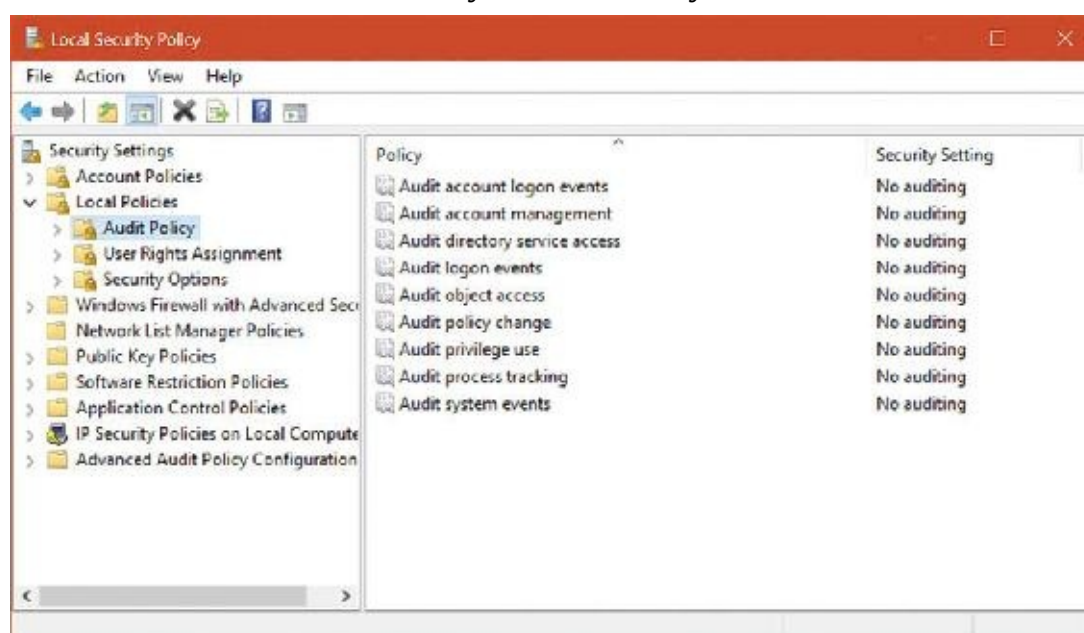 Local Security Policy
File Action View Help
Security Settings
Account Policies
Local Policies
Audit Policy
User Rights Assignment
Security Options
Windows Firewall with Advanced Secu
Network List Manager Policies
Public Key Policies
Software Restriction Policies
Application Control Policies
IP Security Policies on Local Compute
Advanced Audit Policy Configuration
Policy Security Setting
Audit account logon events No auditing
Audit account management No auditing
Audit directory service access No auditing
Audit logon events No auditing
Audit object access No auditing
Audit policy change No auditing
Audit privilege use No auditing
Audit process tracking No auditing
Audit system events No auditing